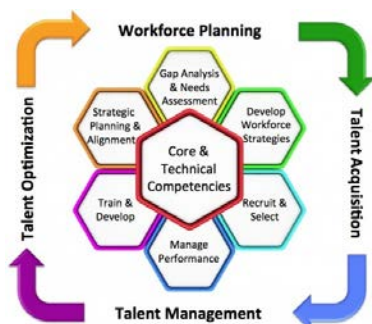 Workforce Planning
Gap Analysis
& Needs
Assessment
Strategic
Planning &
Alignment
Develop
Workforce
Strategies
Core &
Technical
Competencies
Train &
Develop
Recruit &
Select
Manage
Performance
Talent Optimization
Talent Acquisition
Talent Management